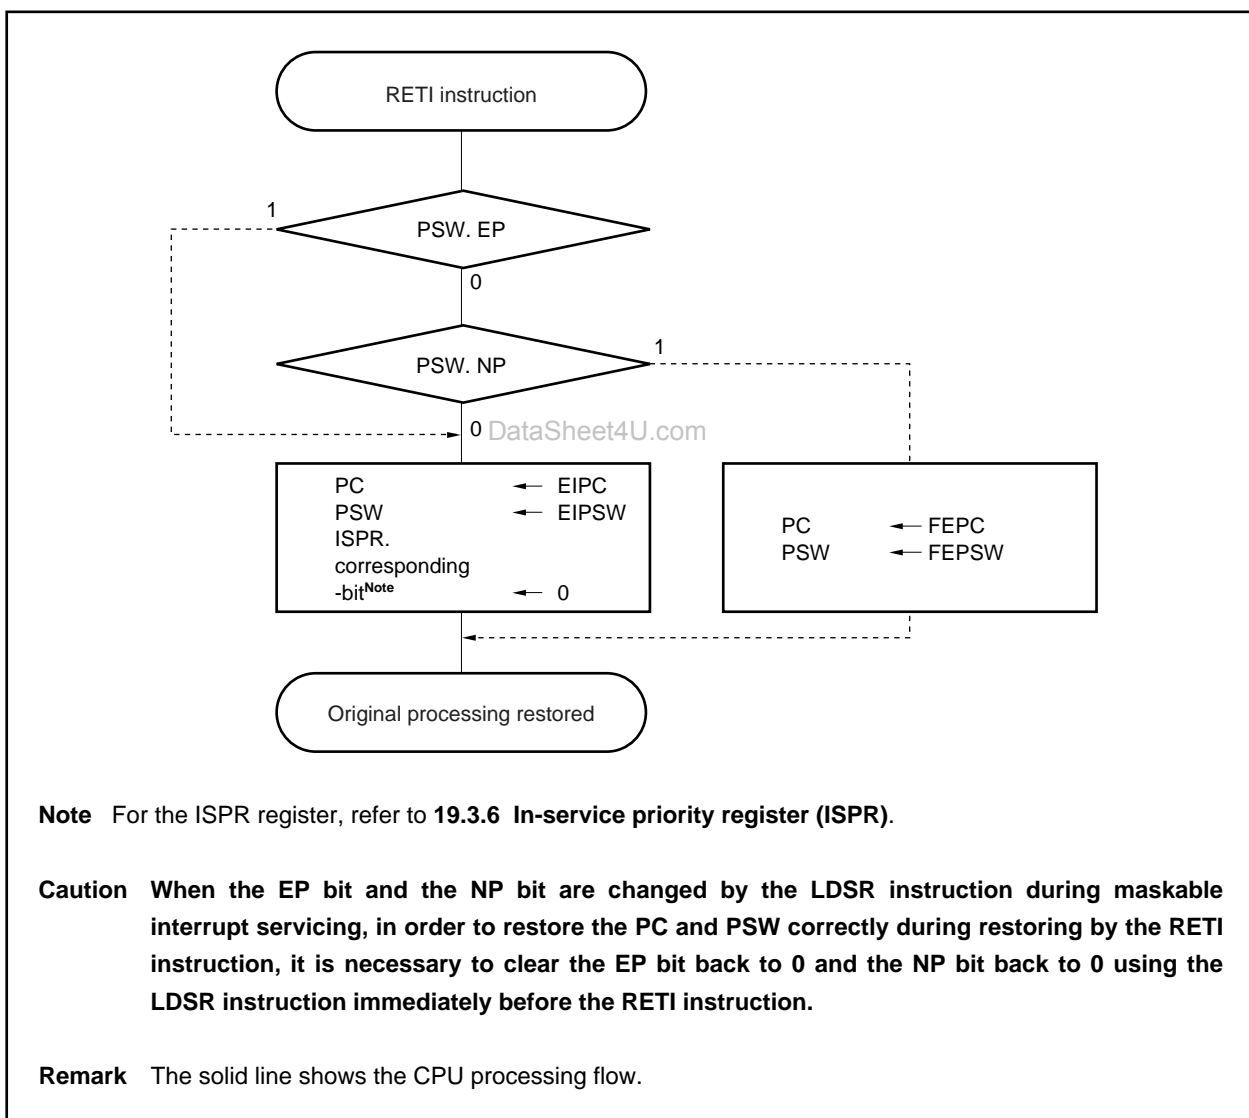 RETI instruction
1
PSW. EP
0
PSW. NP
1
0
DataSheet4U.com
PC ← EIPC
PSW ← EIPSW
ISPR.
corresponding
-bitNote ← 0
PC ← FEPC
PSW ← FEPSW
Original processing restored
Note For the ISPR register, refer to 19.3.6 In-service priority register (ISPR).
Caution When the EP bit and the NP bit are changed by the LDSR instruction during maskable
interrupt servicing, in order to restore the PC and PSW correctly during restoring by the RETI
instruction, it is necessary to clear the EP bit back to 0 and the NP bit back to 0 using the
LDSR instruction immediately before the RETI instruction.
Remark The solid line shows the CPU processing flow.